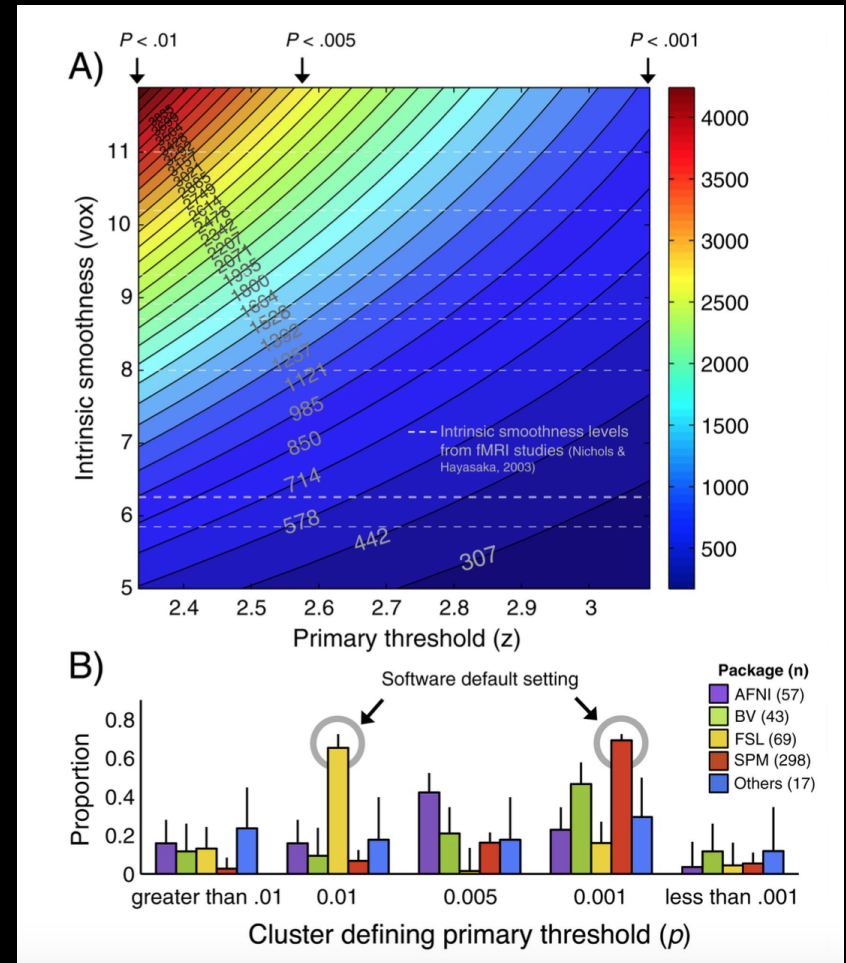 P < .01
P < .005
P < .001
A)
Intrinsic smoothness (vox)
11
10
9
8
7
6
5
1935
1800
1664
1528
1392
1257
1121
985
850
714
578
442
307
Intrinsic smoothness levels
from fMRI studies (Nichols &
Hayasaka, 2003)
2.4
2.5
2.6
2.7
2.8
2.9
3
Primary threshold (z)
4000
3500
3000
2500
2000
1500
1000
500
B)
Software default setting
Package (n)
AFNI (57)
BV (43)
FSL (69)
SPM (298)
Others (17)
Proportion
0.8
0.6
0.4
0.2
0
greater than .01
0.01
0.005
0.001
less than .001
Cluster defining primary threshold (p)